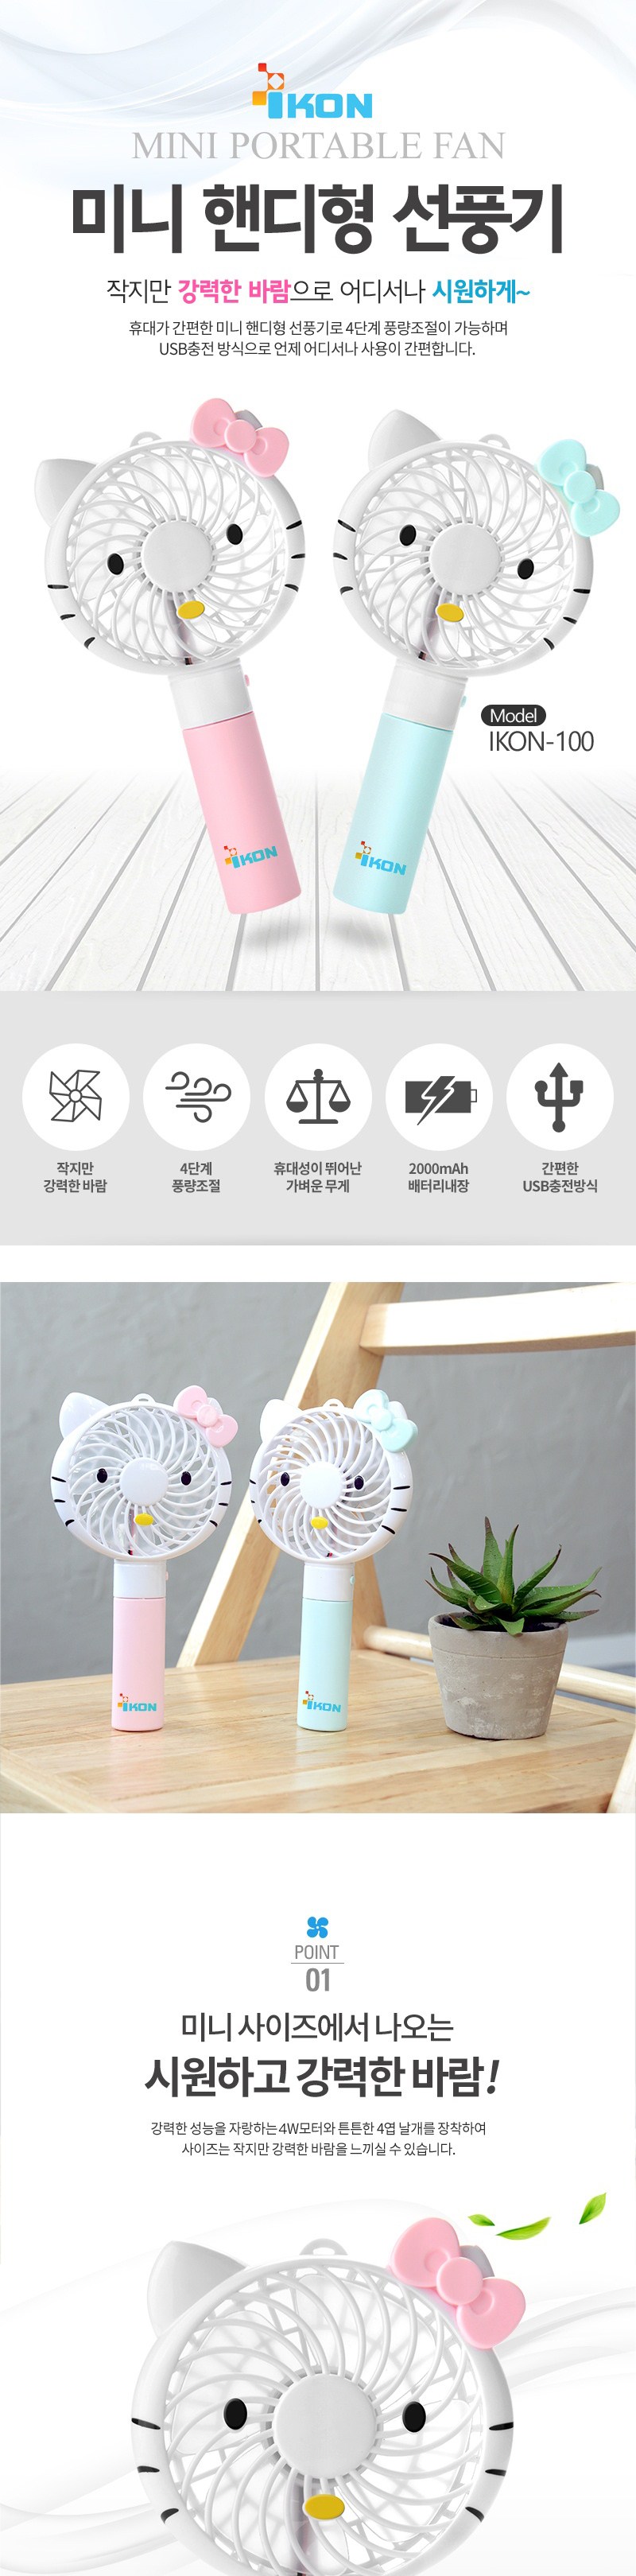 IKON
MINI PORTABLE FAN
미니 핸디형 선풍기
작지만 강력한 바람으로 어디서나 시원하게~
휴대가 간편한 미니 핸디형 선풍기로 4단계 풍량조절이 가능하며
USB충전 방식으로 언제 어디서나 사용이 간편합니다.
Model
IKON-100
IKON
IKON
작지만
강력한 바람
4단계
풍량조절
휴대성이 뛰어난
가벼운 무게
2000mAh
배터리내장
간편한
USB충전방식
IKON
IKON
POINT
01
미니 사이즈에서 나오는
시원하고 강력한 바람!
강력한 성능을 자랑하는 4W모터와 튼튼한 4엽 날개를 장착하여
사이즈는 작지만 강력한 바람을 느끼실 수 있습니다.